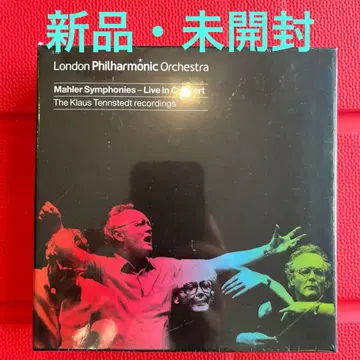 新品・未開封
London Philharmonic Orchestra
Mahler Symphonies – Live in Concert
The Klaus Tennstedt recordings